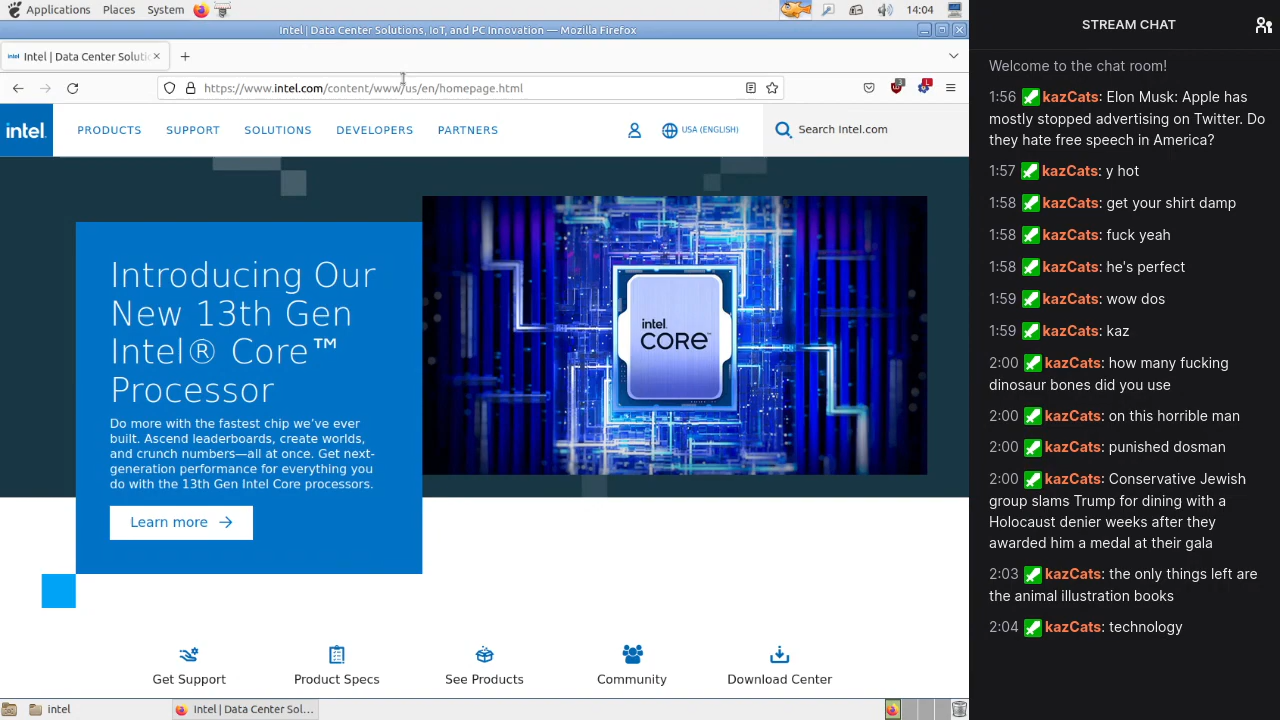 Applications Places System 14:04
Intel | Data Center Solutions, IoT, and PC Innovation — Mozilla Firefox
intel Intel | Data Center Soluti
https://www.intel.com/content/www/us/en/homepage.html
intel. PRODUCTS SUPPORT SOLUTIONS DEVELOPERS PARTNERS USA (ENGLISH) Search Intel.com
Introducing Our
New 13th Gen
Intel® Core™
Processor
Do more with the fastest chip we’ve ever
built. Ascend leaderboards, create worlds,
and crunch numbers—all at once. Get next-
generation performance for everything you
do with the 13th Gen Intel Core processors.
Learn more
intel.
CORE™
Get Support Product Specs See Products Community Download Center
intel Intel | Data Center Sol...
STREAM CHAT
Welcome to the chat room!
1:56 kazCats: Elon Musk: Apple has
mostly stopped advertising on Twitter. Do
they hate free speech in America?
1:57 kazCats: y hot
1:58 kazCats: get your shirt damp
1:58 kazCats: fuck yeah
1:58 kazCats: he's perfect
1:59 kazCats: wow dos
1:59 kazCats: kaz
2:00 kazCats: how many fucking
dinosaur bones did you use
2:00 kazCats: on this horrible man
2:00 kazCats: punished dosman
2:00 kazCats: Conservative Jewish
group slams Trump for dining with a
Holocaust denier weeks after they
awarded him a medal at their gala
2:03 kazCats: the only things left are
the animal illustration books
2:04 kazCats: technology